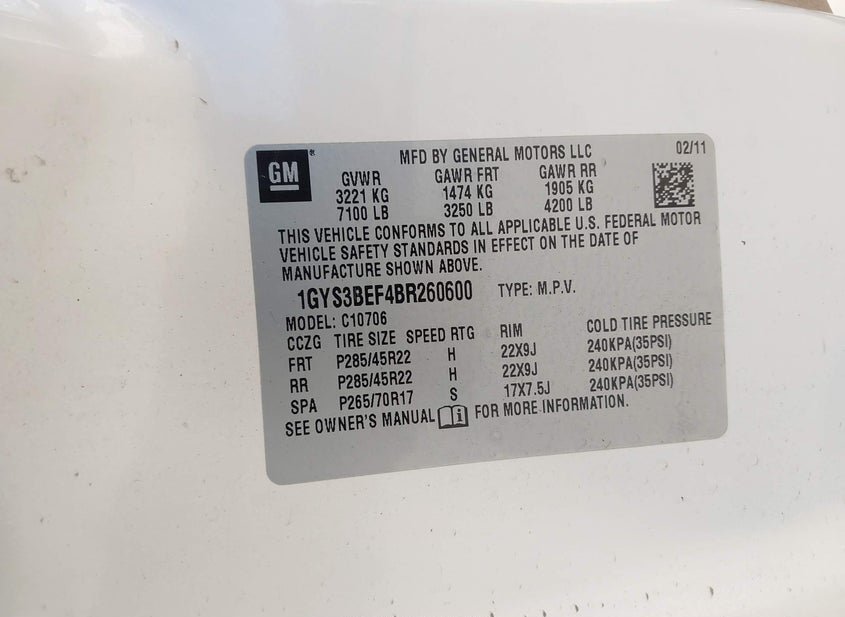 GM ®
MFD BY GENERAL MOTORS LLC 02/11
GVWR GAWR FRT GAWR RR
3221 KG 1474 KG 1905 KG
7100 LB 3250 LB 4200 LB
THIS VEHICLE CONFORMS TO ALL APPLICABLE U.S. FEDERAL MOTOR
VEHICLE SAFETY STANDARDS IN EFFECT ON THE DATE OF
MANUFACTURE SHOWN ABOVE.
1GYS3BEF4BR260600 TYPE: M.P.V.
MODEL: C10706
CCZG TIRE SIZE SPEED RTG RIM COLD TIRE PRESSURE
FRT P285/45R22 H 22X9J 240KPA(35PSI)
RR P285/45R22 H 22X9J 240KPA(35PSI)
SPA P265/70R17 S 17X7.5J 240KPA(35PSI)
SEE OWNER'S MANUAL i FOR MORE INFORMATION.